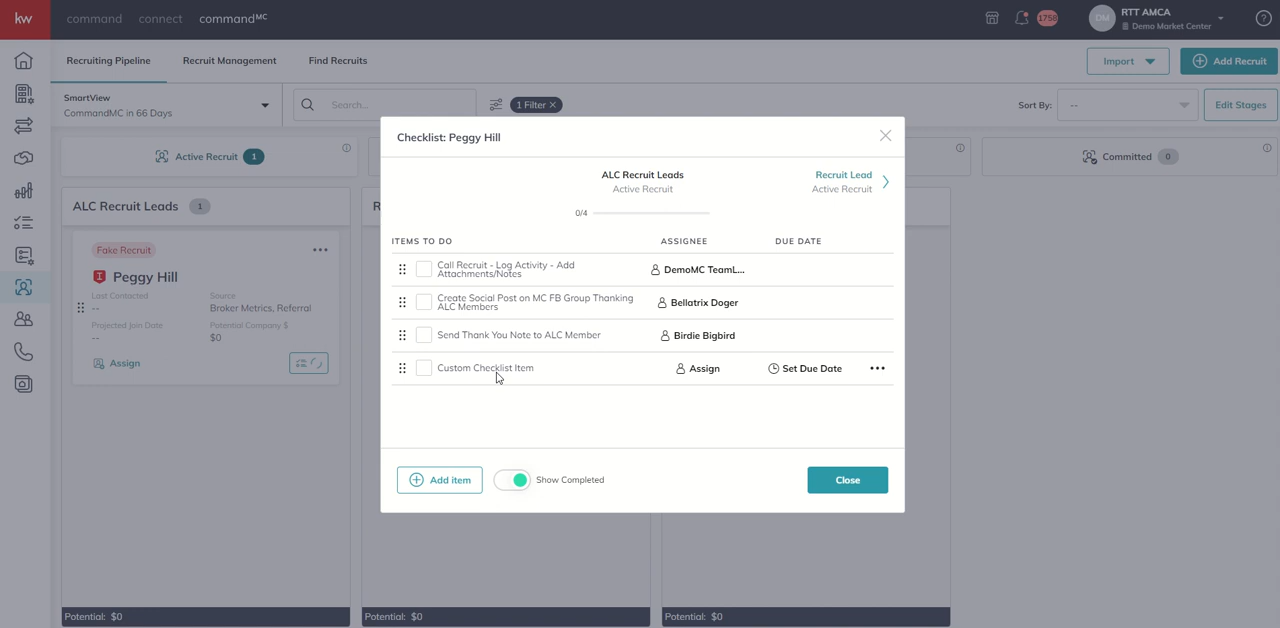 kw command connect command MC
1758
DM
RTT AMCA
Demo Market Center
Recruiting Pipeline Recruit Management Find Recruits
Import
Add Recruit
SmartView
CommandMC in 66 Days
Search...
1 Filter ×
Sort By: --
Edit Stages
Active Recruit 1
Committed 0
ALC Recruit Leads 1
R
Fake Recruit
Peggy Hill
Last Contacted Source
-- Broker Metrics, Referral
Projected Join Date Potential Company $
-- $0
Assign
Checklist: Peggy Hill
ALC Recruit Leads Recruit Lead
Active Recruit Active Recruit
0/4
ITEMS TO DO ASSIGNEE DUE DATE
Call Recruit - Log Activity - Add
Attachments/Notes
DemoMC TeamL...
Create Social Post on MC FB Group Thanking
ALC Members
Bellatrix Doger
Send Thank You Note to ALC Member Birdie Bigbird
Custom Checklist Item Assign Set Due Date
Add item Show Completed Close
Potential: $0 Potential: $0 Potential: $0